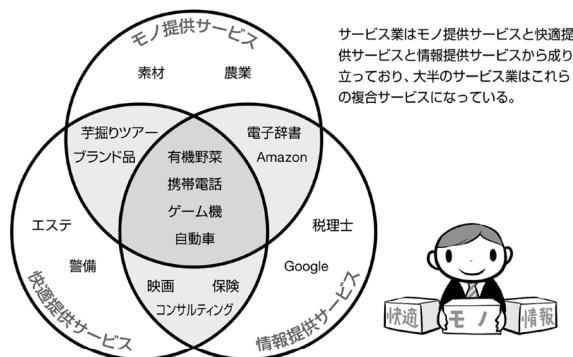 モノ提供サービス
素材 農業
サービス業はモノ提供サービスと快適提
供サービスと情報提供サービスから成り
立っており、大半のサービス業はこれら
の複合サービスになっている。
芋掘りツアー
ブランド品
電子辞書
Amazon
有機野菜
携帯電話
ゲーム機
自動車
エステ
警備
税理士
Google
映画 保険
コンサルティング
快適提供サービス
情報提供サービス
快適 モノ 情報